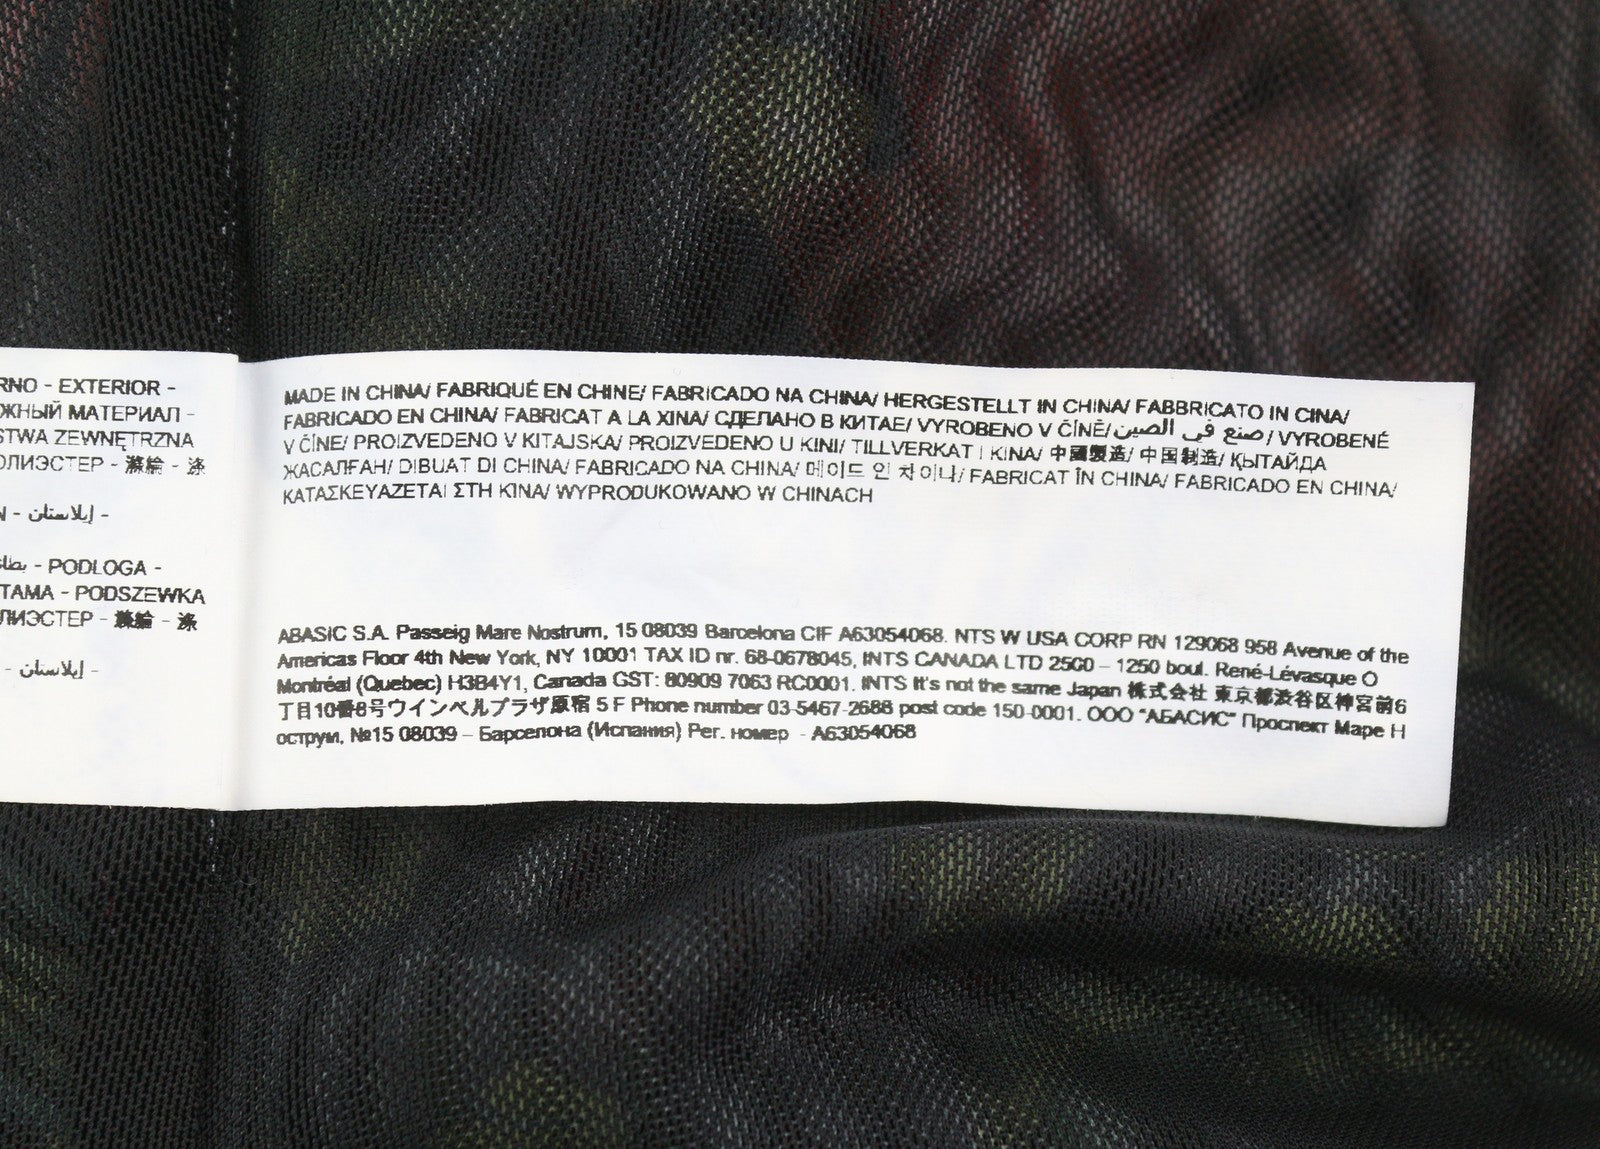 RNO - EXTERIOR -
ЖНЫЙ МАТЕРИАЛ -
STWA ZEWNĘTRZNA
ОЛИЭСТЕР - 滌綸 - 涤
N - إيلاستان -
- PODLOGA -
TAMA - PODSZEWKA
ЛИЭСТЕР - 滌綸 - 涤
- إيلاستان -
MADE IN CHINA/ FABRIQUÉ EN CHINE/ FABRICADO NA CHINA/ HERGESTELLT IN CHINA/ FABBRICATO IN CINA/
FABRICADO EN CHINA/ FABRICAT A LA XINA/ СДЕЛАНО В КИТАЕ/ VYROBENO V ČÍNĚ/ صنع في الصين / VYROBENÉ
V ČÍNE/ PROIZVEDENO V KITAJSKA/ PROIZVEDENO U KINI/ TILLVERKAT I KINA/ 中國製造/ 中国制造/ ҚЫТАЙДА
ЖАСАЛҒАН/ DIBUAT DI CHINA/ FABRICADO NA CHINA/ 메이드 인 차이나/ FABRICAT ÎN CHINA/ FABRICADO EN CHINA/
ΚΑΤΑΣΚΕΥΑΖΕΤΑΙ ΣΤΗ ΚΊΝΑ/ WYPRODUKOWANO W CHINACH
ABASIC S.A. Passeig Mare Nostrum, 15 08039 Barcelona CIF A63054068. NTS W USA CORP RN 129068 958 Avenue of the
Americas Floor 4th New York, NY 10001 TAX ID nr. 68-0678045, INTS CANADA LTD 2500 – 1250 boul. René-Lévasque O
Montréal (Quebec) H3B4Y1, Canada GST: 80909 7063 RC0001. INTS It's not the same Japan 株式会社 東京都渋谷区神宮前6
丁目10番8号ウインベルプラザ原宿 5 F Phone number 03-5467-2688 post code 150-0001. ООО "АБАСИС" Проспект Маре Н
острум, №15 08039 – Барселона (Испания) Рег. номер - A63054068